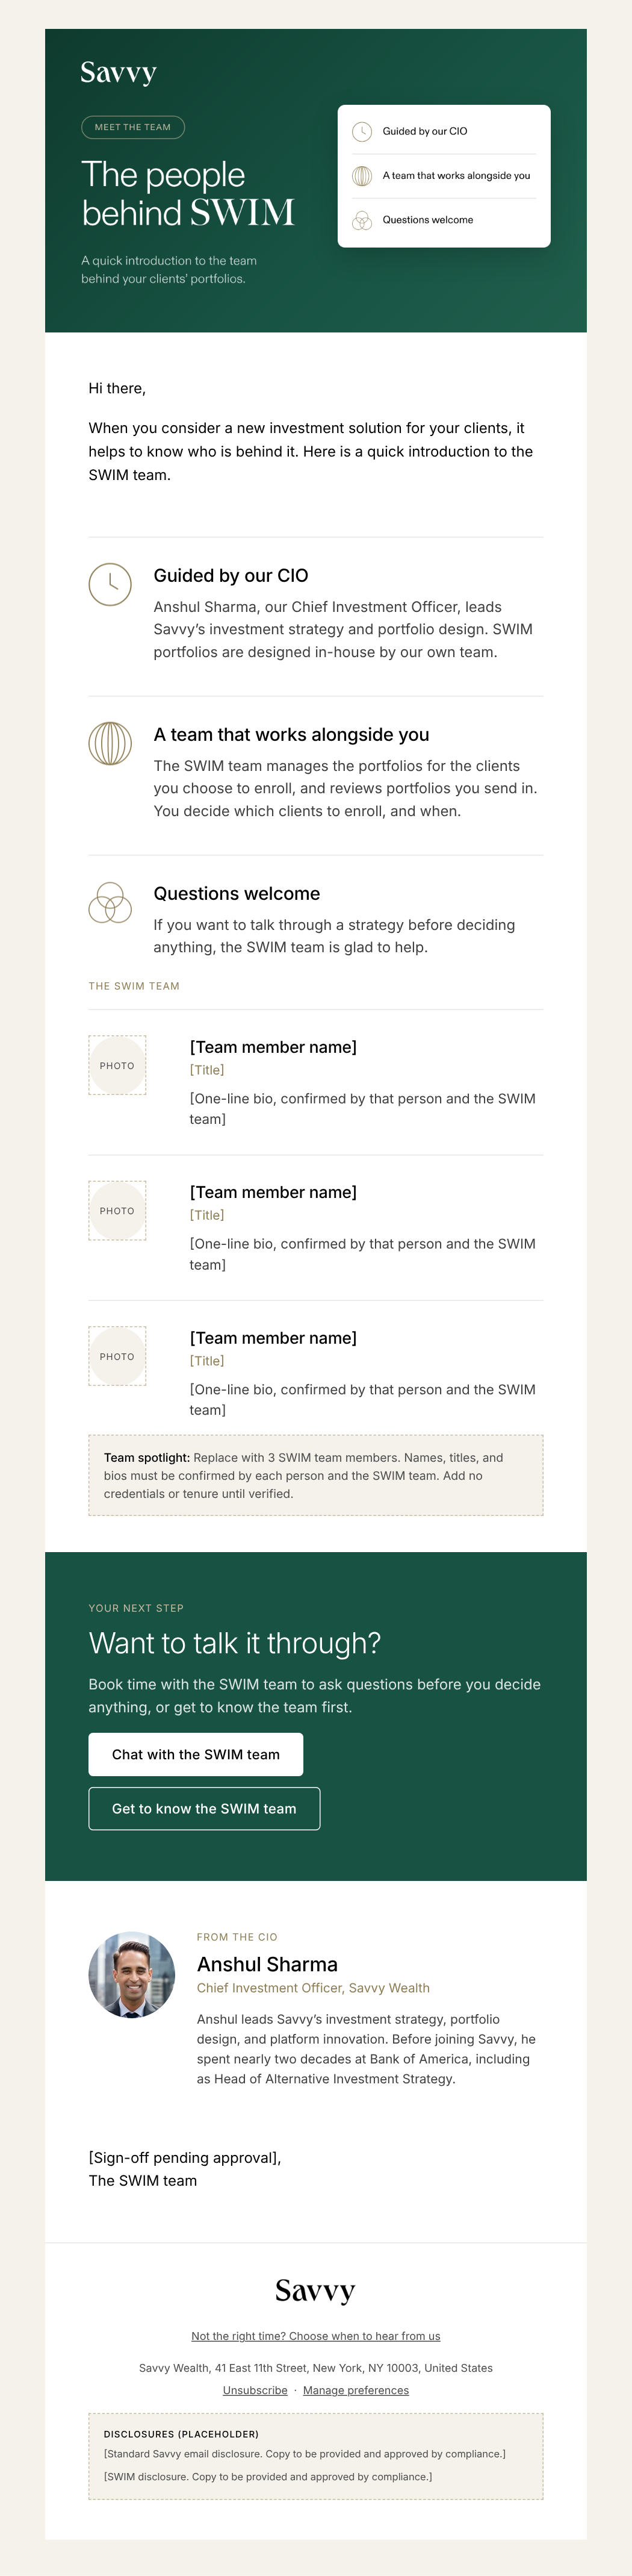 Savvy
MEET THE TEAM
The people
behind SWIM
A quick introduction to the team
behind your clients' portfolios.
Guided by our CIO
A team that works alongside you
Questions welcome
Hi there,
When you consider a new investment solution for your clients, it
helps to know who is behind it. Here is a quick introduction to the
SWIM team.
Guided by our CIO
Anshul Sharma, our Chief Investment Officer, leads
Savvy's investment strategy and portfolio design. SWIM
portfolios are designed in-house by our own team.
A team that works alongside you
The SWIM team manages the portfolios for the clients
you choose to enroll, and reviews portfolios you send in.
You decide which clients to enroll, and when.
Questions welcome
If you want to talk through a strategy before deciding
anything, the SWIM team is glad to help.
THE SWIM TEAM
PHOTO
[Team member name]
[Title]
[One-line bio, confirmed by that person and the SWIM
team]
PHOTO
[Team member name]
[Title]
[One-line bio, confirmed by that person and the SWIM
team]
PHOTO
[Team member name]
[Title]
[One-line bio, confirmed by that person and the SWIM
team]
Team spotlight: Replace with 3 SWIM team members. Names, titles, and
bios must be confirmed by each person and the SWIM team. Add no
credentials or tenure until verified.
YOUR NEXT STEP
Want to talk it through?
Book time with the SWIM team to ask questions before you decide
anything, or get to know the team first.
Chat with the SWIM team
Get to know the SWIM team
FROM THE CIO
Anshul Sharma
Chief Investment Officer, Savvy Wealth
Anshul leads Savvy's investment strategy, portfolio
design, and platform innovation. Before joining Savvy, he
spent nearly two decades at Bank of America, including
as Head of Alternative Investment Strategy.
[Sign-off pending approval],
The SWIM team
Savvy
Not the right time? Choose when to hear from us
Savvy Wealth, 41 East 11th Street, New York, NY 10003, United States
Unsubscribe · Manage preferences
DISCLOSURES (PLACEHOLDER)
[Standard Savvy email disclosure. Copy to be provided and approved by compliance.]
[SWIM disclosure. Copy to be provided and approved by compliance.]